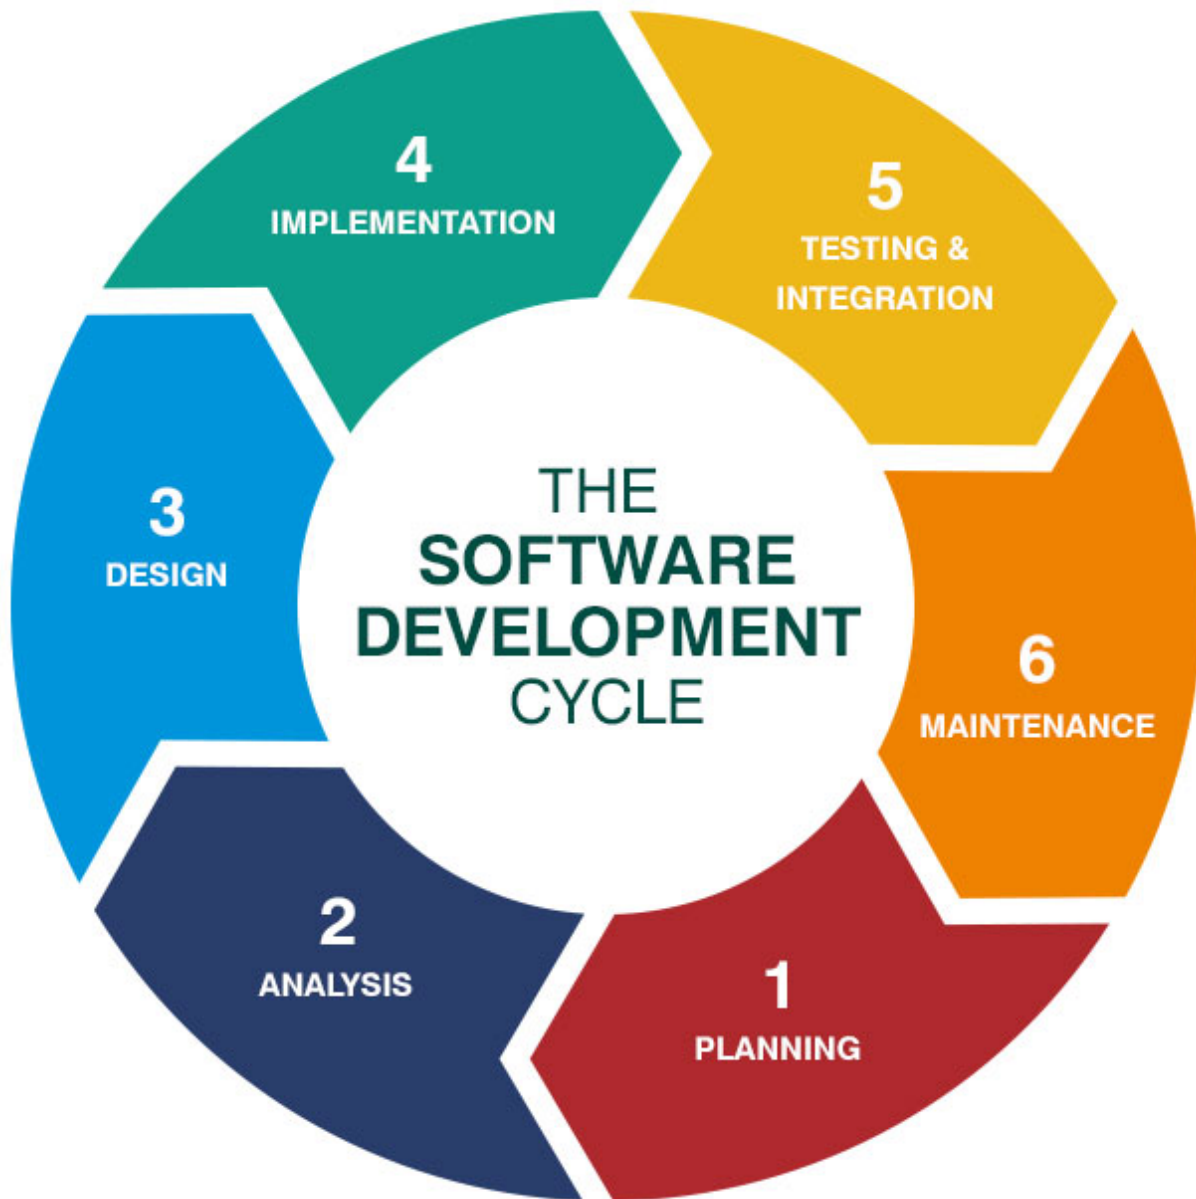 THE
SOFTWARE
DEVELOPMENT
CYCLE
1
PLANNING
2
ANALYSIS
3
DESIGN
4
IMPLEMENTATION
5
TESTING &
INTEGRATION
6
MAINTENANCE